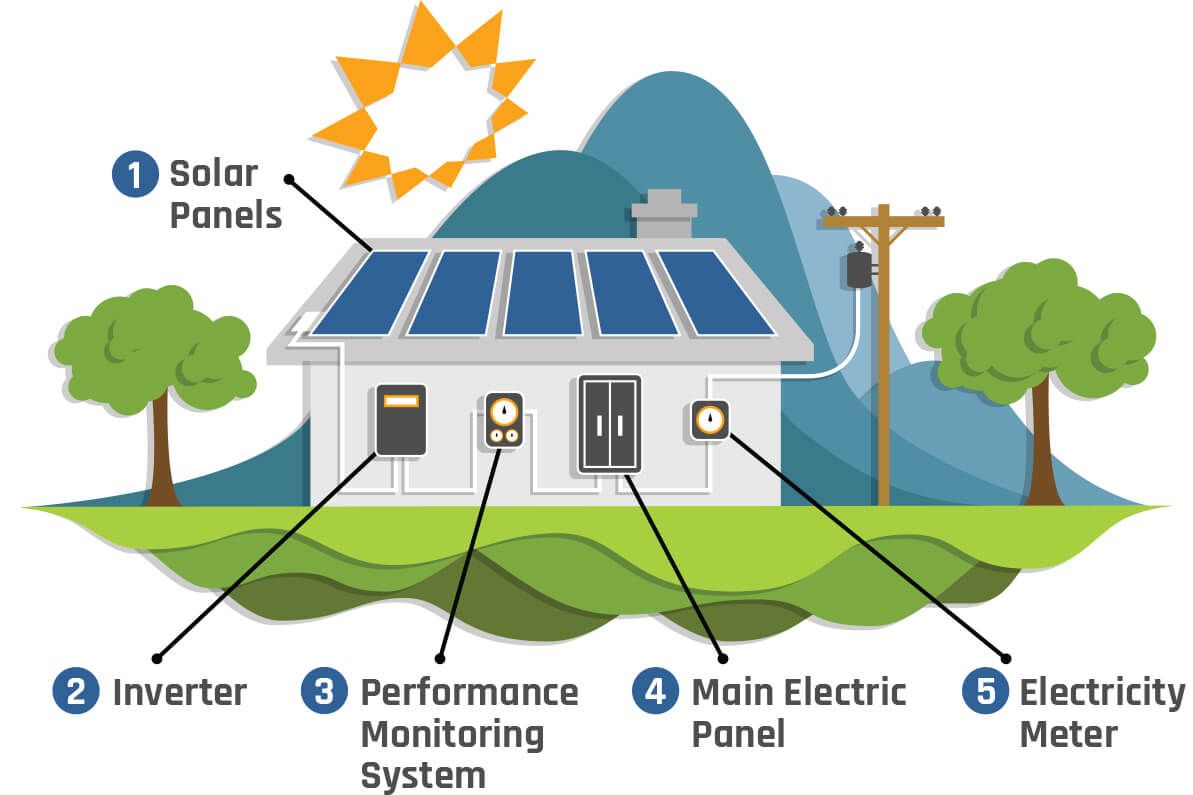 1 Solar
Panels
2 Inverter
3 Performance
Monitoring
System
4 Main Electric
Panel
5 Electricity
Meter